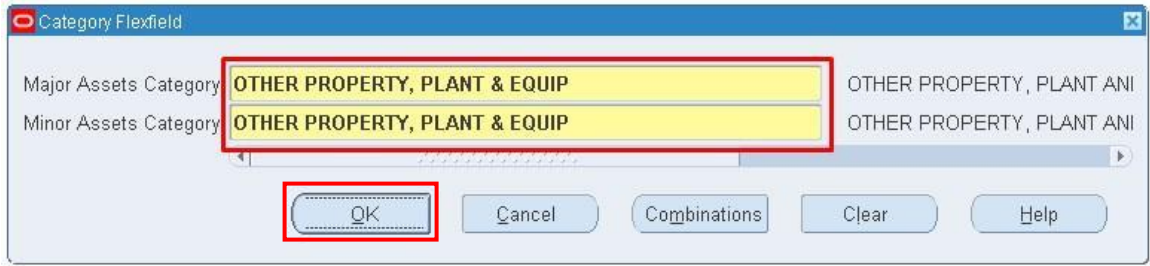 Category Flexfield
Major Assets Category OTHER PROPERTY, PLANT & EQUIP OTHER PROPERTY, PLANT ANI
Minor Assets Category OTHER PROPERTY, PLANT & EQUIP OTHER PROPERTY, PLANT ANI
OK Cancel Combinations Clear Help